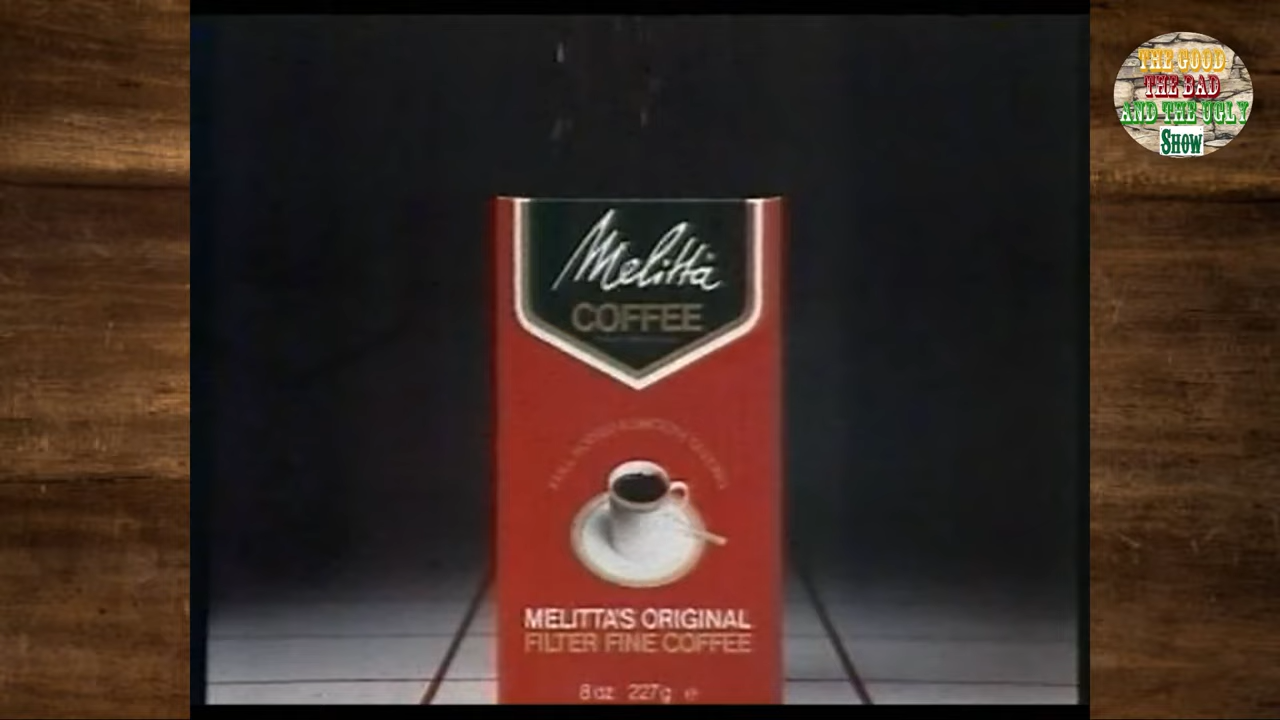 THE GOOD
THE BAD
AND THE UGLY
SHOW
Melitta
COFFEE
MELITTA'S ORIGINAL
FILTER FINE COFFEE
8 oz 227g e